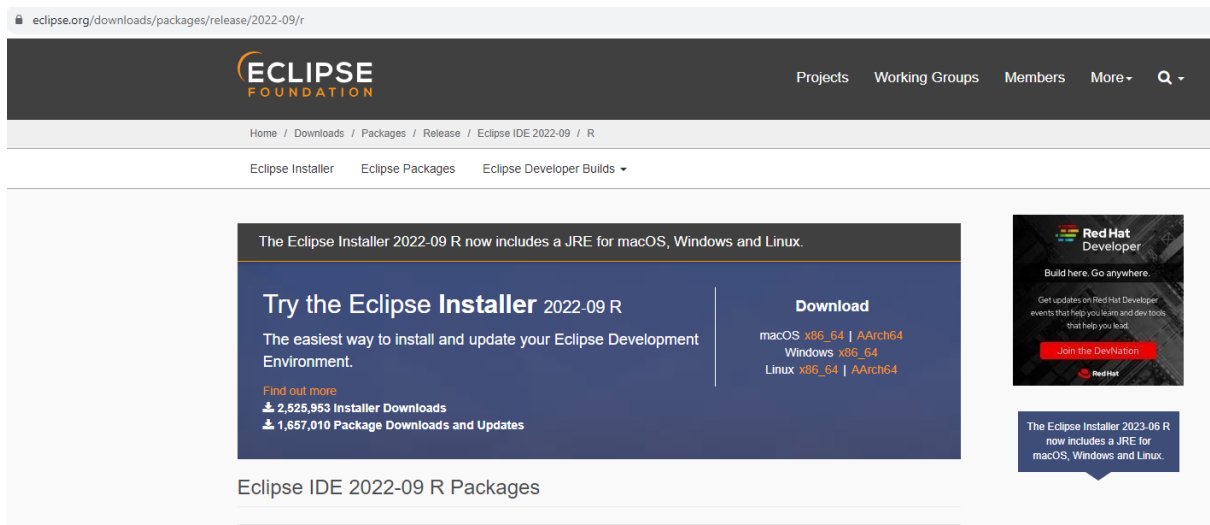 eclipse.org/downloads/packages/release/2022-09/r
ECLIPSE
FOUNDATION
Projects Working Groups Members More
Home / Downloads / Packages / Release / Eclipse IDE 2022-09 / R
Eclipse Installer Eclipse Packages Eclipse Developer Builds
The Eclipse Installer 2022-09 R now includes a JRE for macOS, Windows and Linux.
Try the Eclipse Installer 2022-09 R
The easiest way to install and update your Eclipse Development
Environment.
Find out more
2,525,953 Installer Downloads
1,657,010 Package Downloads and Updates
Download
macOS x86_64 | AArch64
Windows x86_64
Linux x86_64 | AArch64
Red Hat
Developer
Build here. Go anywhere.
Get updates on Red Hat Developer
events that help you learn and dev tools
that help you lead.
Join the DevNation
Red Hat
The Eclipse Installer 2023-06 R
now includes a JRE for
macOS, Windows and Linux.
Eclipse IDE 2022-09 R Packages